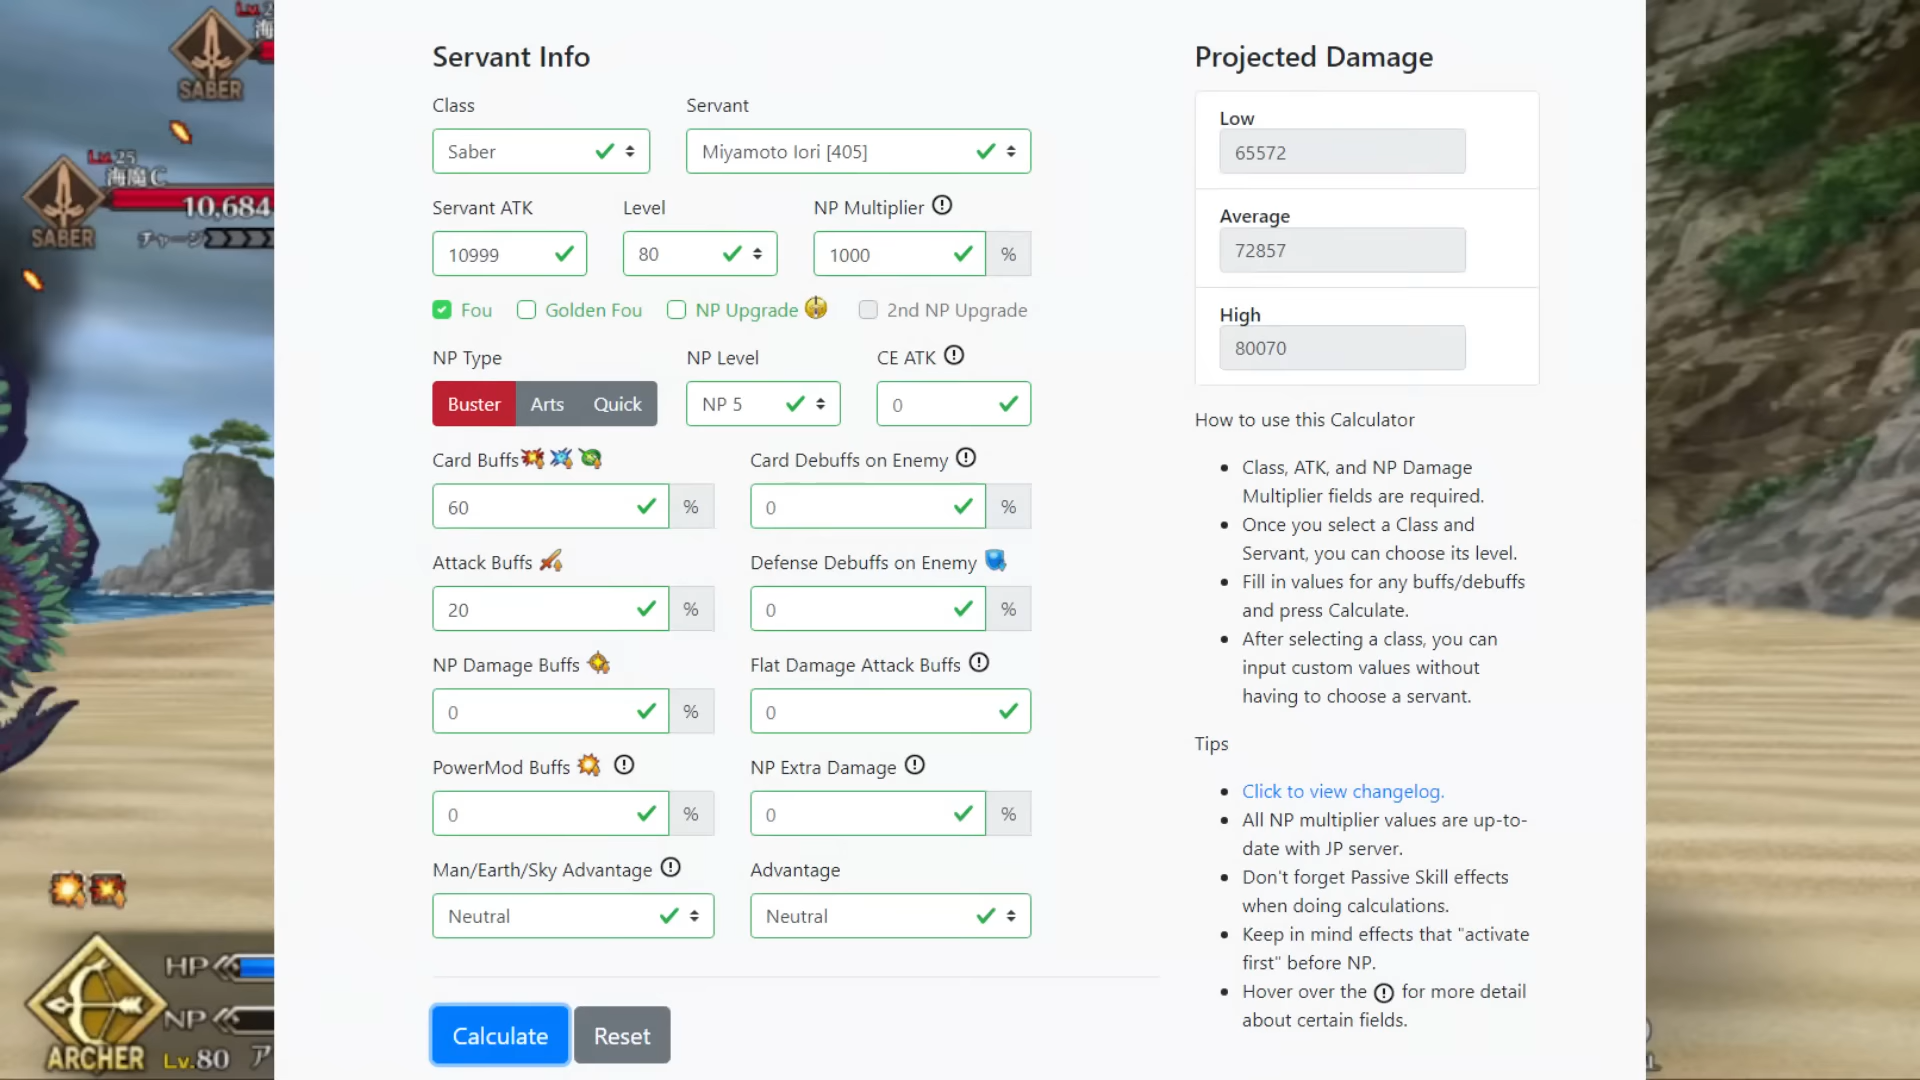 SABER
Lv.25
海魔C
10,684
SABER
チャージ
HP
NP
ARCHER
Lv.80
Servant Info
Class
Servant
Saber
Miyamoto Iori [405]
Servant ATK
Level
NP Multiplier
10999
80
1000
%
Fou
Golden Fou
NP Upgrade
2nd NP Upgrade
NP Type
NP Level
CE ATK
Buster
Arts
Quick
NP 5
0
Card Buffs
Card Debuffs on Enemy
60
%
0
%
Attack Buffs
Defense Debuffs on Enemy
20
%
0
%
NP Damage Buffs
Flat Damage Attack Buffs
0
%
0
PowerMod Buffs
NP Extra Damage
0
%
0
%
Man/Earth/Sky Advantage
Advantage
Neutral
Neutral
Calculate
Reset
Projected Damage
Low
65572
Average
72857
High
80070
How to use this Calculator
Class, ATK, and NP Damage
Multiplier fields are required.
Once you select a Class and
Servant, you can choose its level.
Fill in values for any buffs/debuffs
and press Calculate.
After selecting a class, you can
input custom values without
having to choose a servant.
Tips
Click to view changelog.
All NP multiplier values are up-to-
date with JP server.
Don't forget Passive Skill effects
when doing calculations.
Keep in mind effects that "activate
first" before NP.
Hover over the ! for more detail
about certain fields.